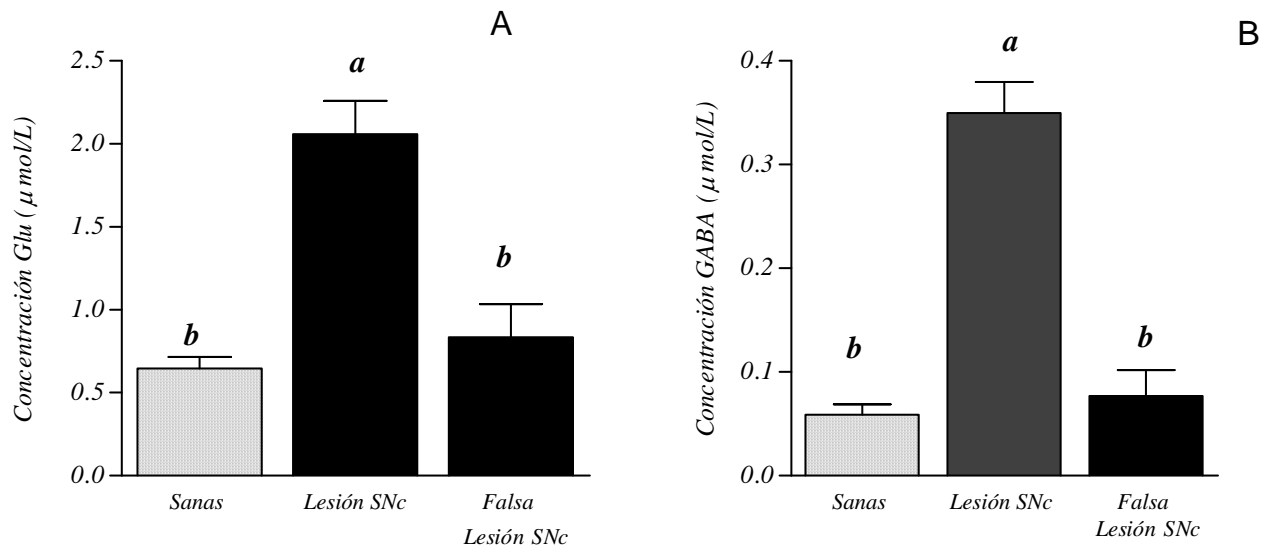 A
Concentración Glu ( μ mol/L)
2.5
2.0
1.5
1.0
0.5
0.0
b
a
b
Sanas
Lesión SNc
Falsa
Lesión SNc
B
Concentración GABA ( μ mol/L)
0.4
0.3
0.2
0.1
0.0
b
a
b
Sanas
Lesión SNc
Falsa
Lesión SNc